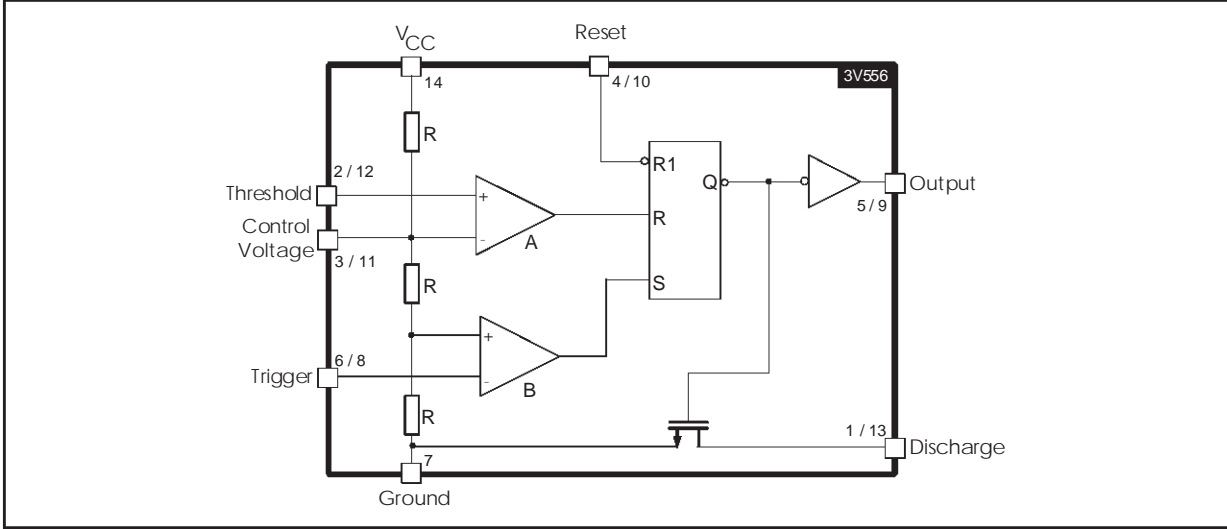 VCC
Reset
14
4 / 10
3V556
R
R1
2 / 12
Threshold
+
Q
Output
5 / 9
R
Control
Voltage
-
A
3 / 11
R
S
+
6 / 8
Trigger
-
B
R
1 / 13
Discharge
7
Ground